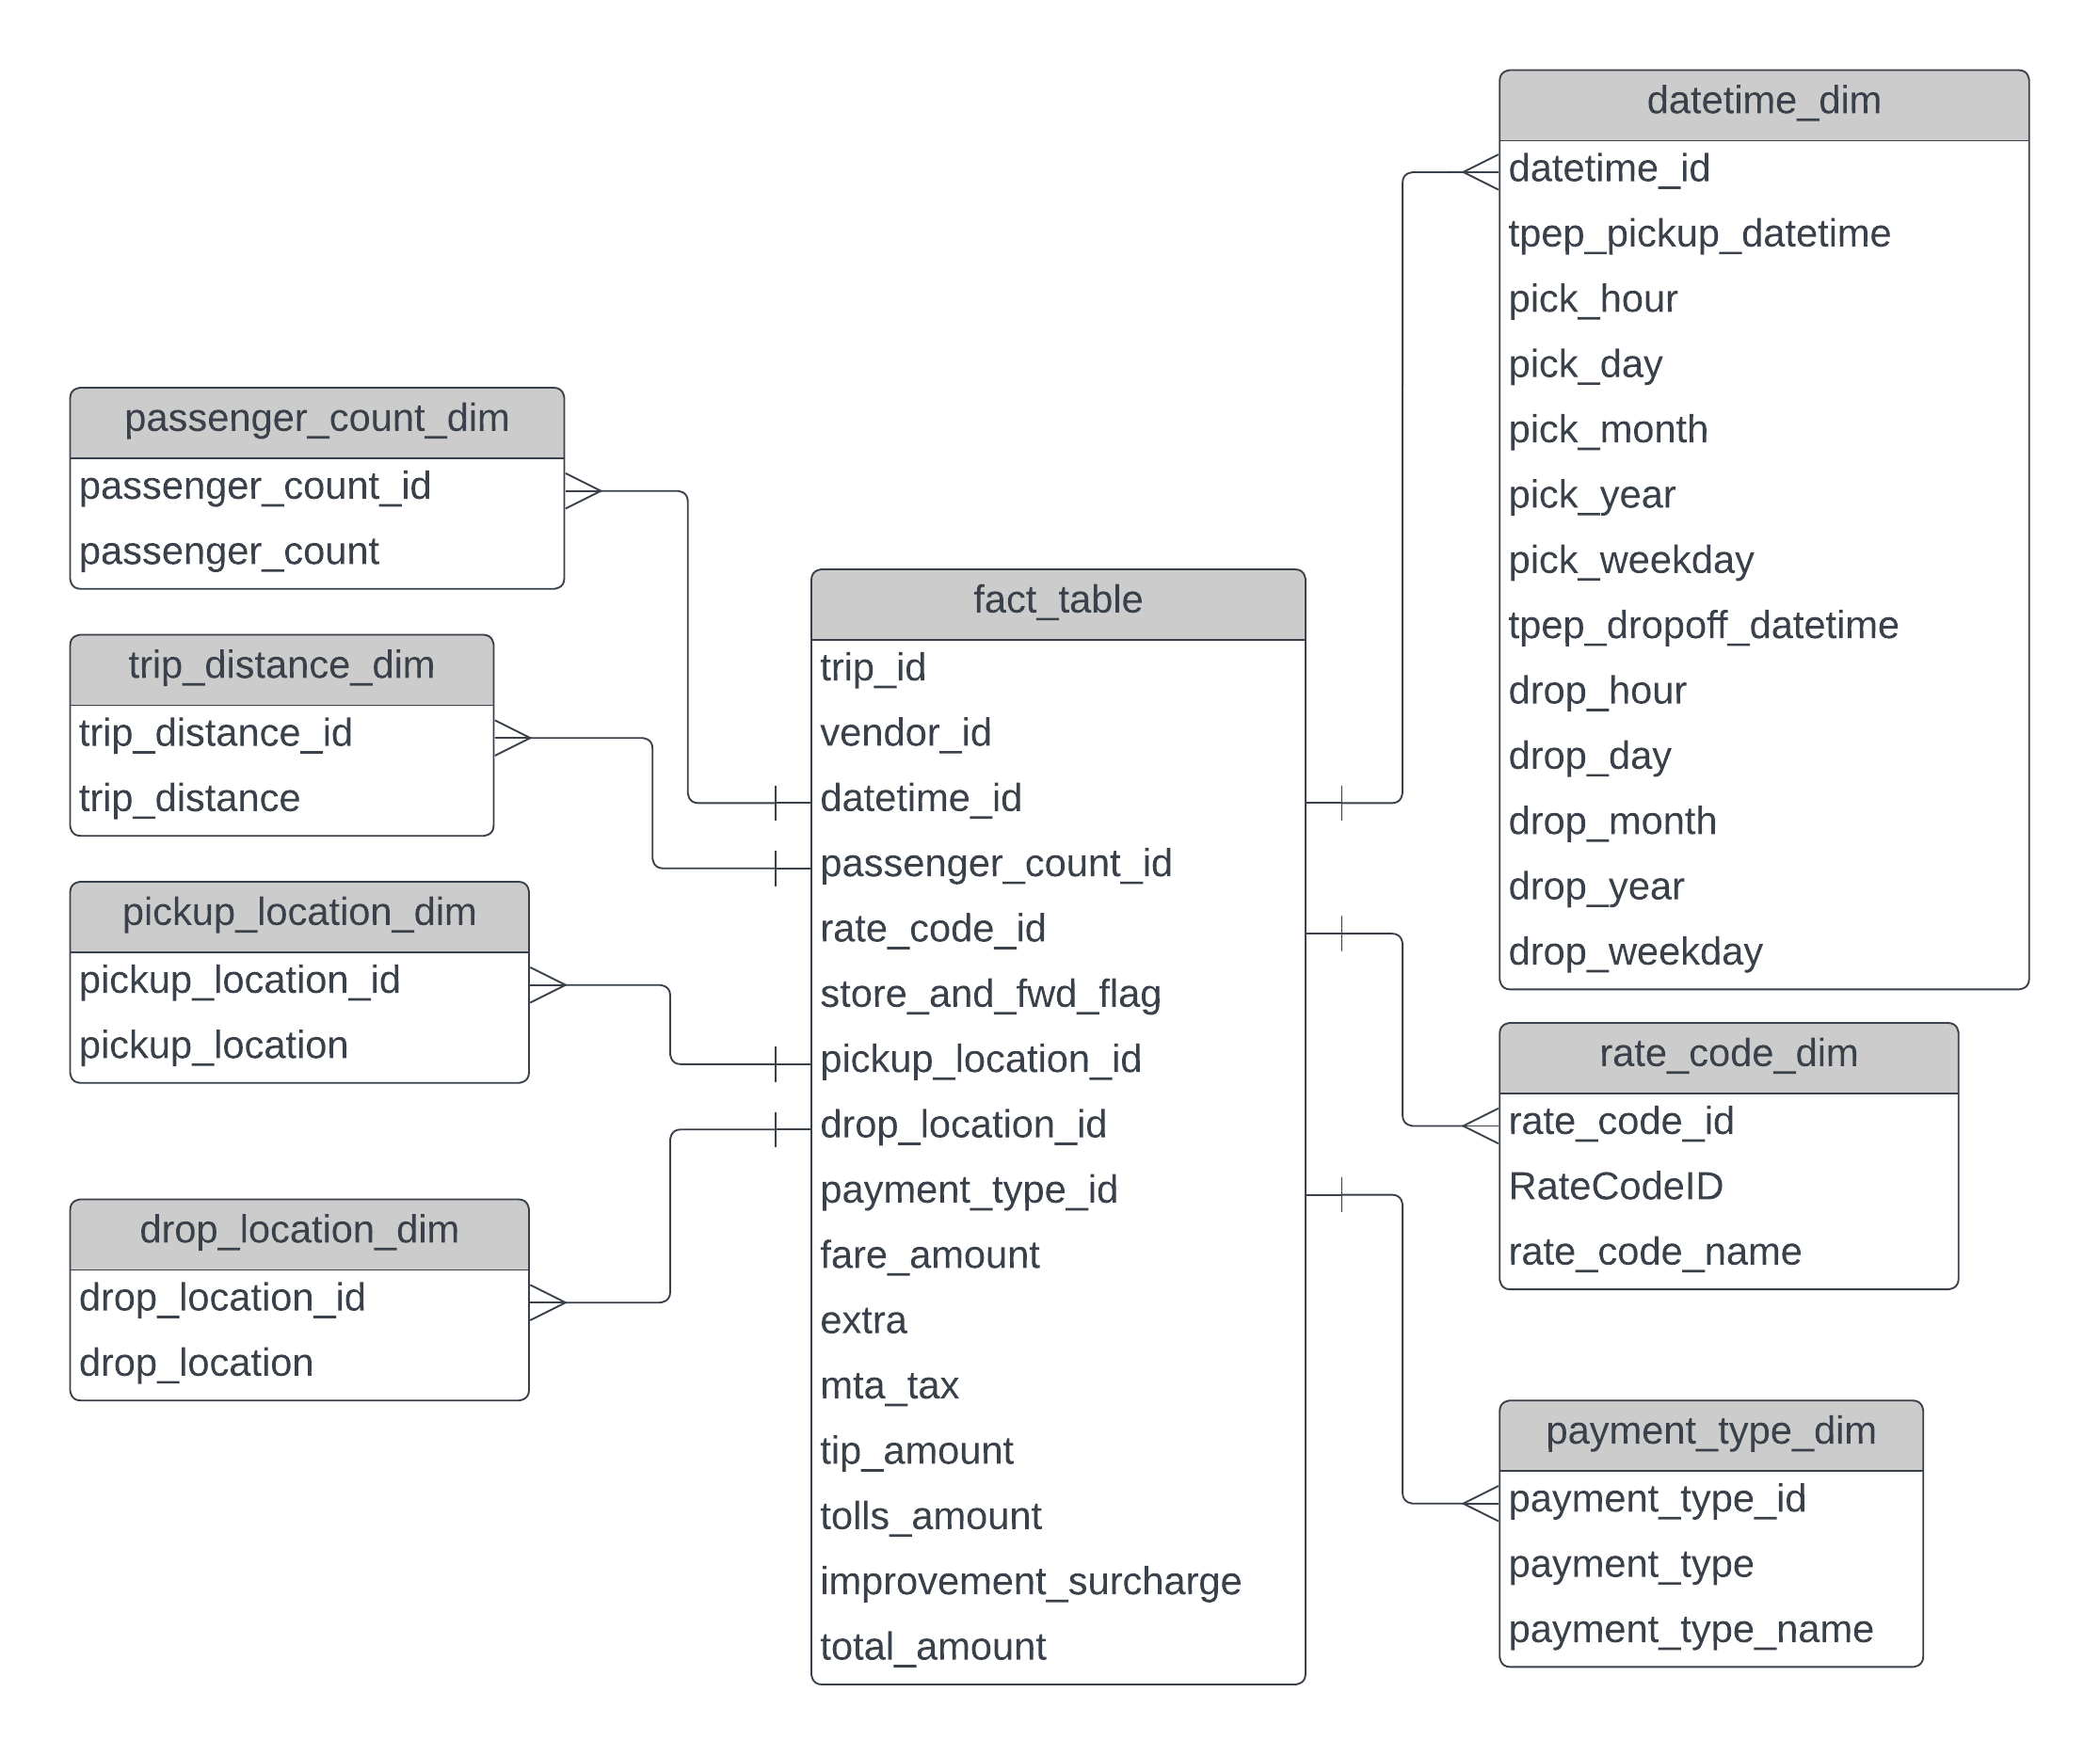 passenger_count_dim
passenger_count_id
passenger_count
trip_distance_dim
trip_distance_id
trip_distance
pickup_location_dim
pickup_location_id
pickup_location
drop_location_dim
drop_location_id
drop_location
fact_table
trip_id
vendor_id
datetime_id
passenger_count_id
rate_code_id
store_and_fwd_flag
pickup_location_id
drop_location_id
payment_type_id
fare_amount
extra
mta_tax
tip_amount
tolls_amount
improvement_surcharge
total_amount
datetime_dim
datetime_id
tpep_pickup_datetime
pick_hour
pick_day
pick_month
pick_year
pick_weekday
tpep_dropoff_datetime
drop_hour
drop_day
drop_month
drop_year
drop_weekday
rate_code_dim
rate_code_id
RateCodeID
rate_code_name
payment_type_dim
payment_type_id
payment_type
payment_type_name